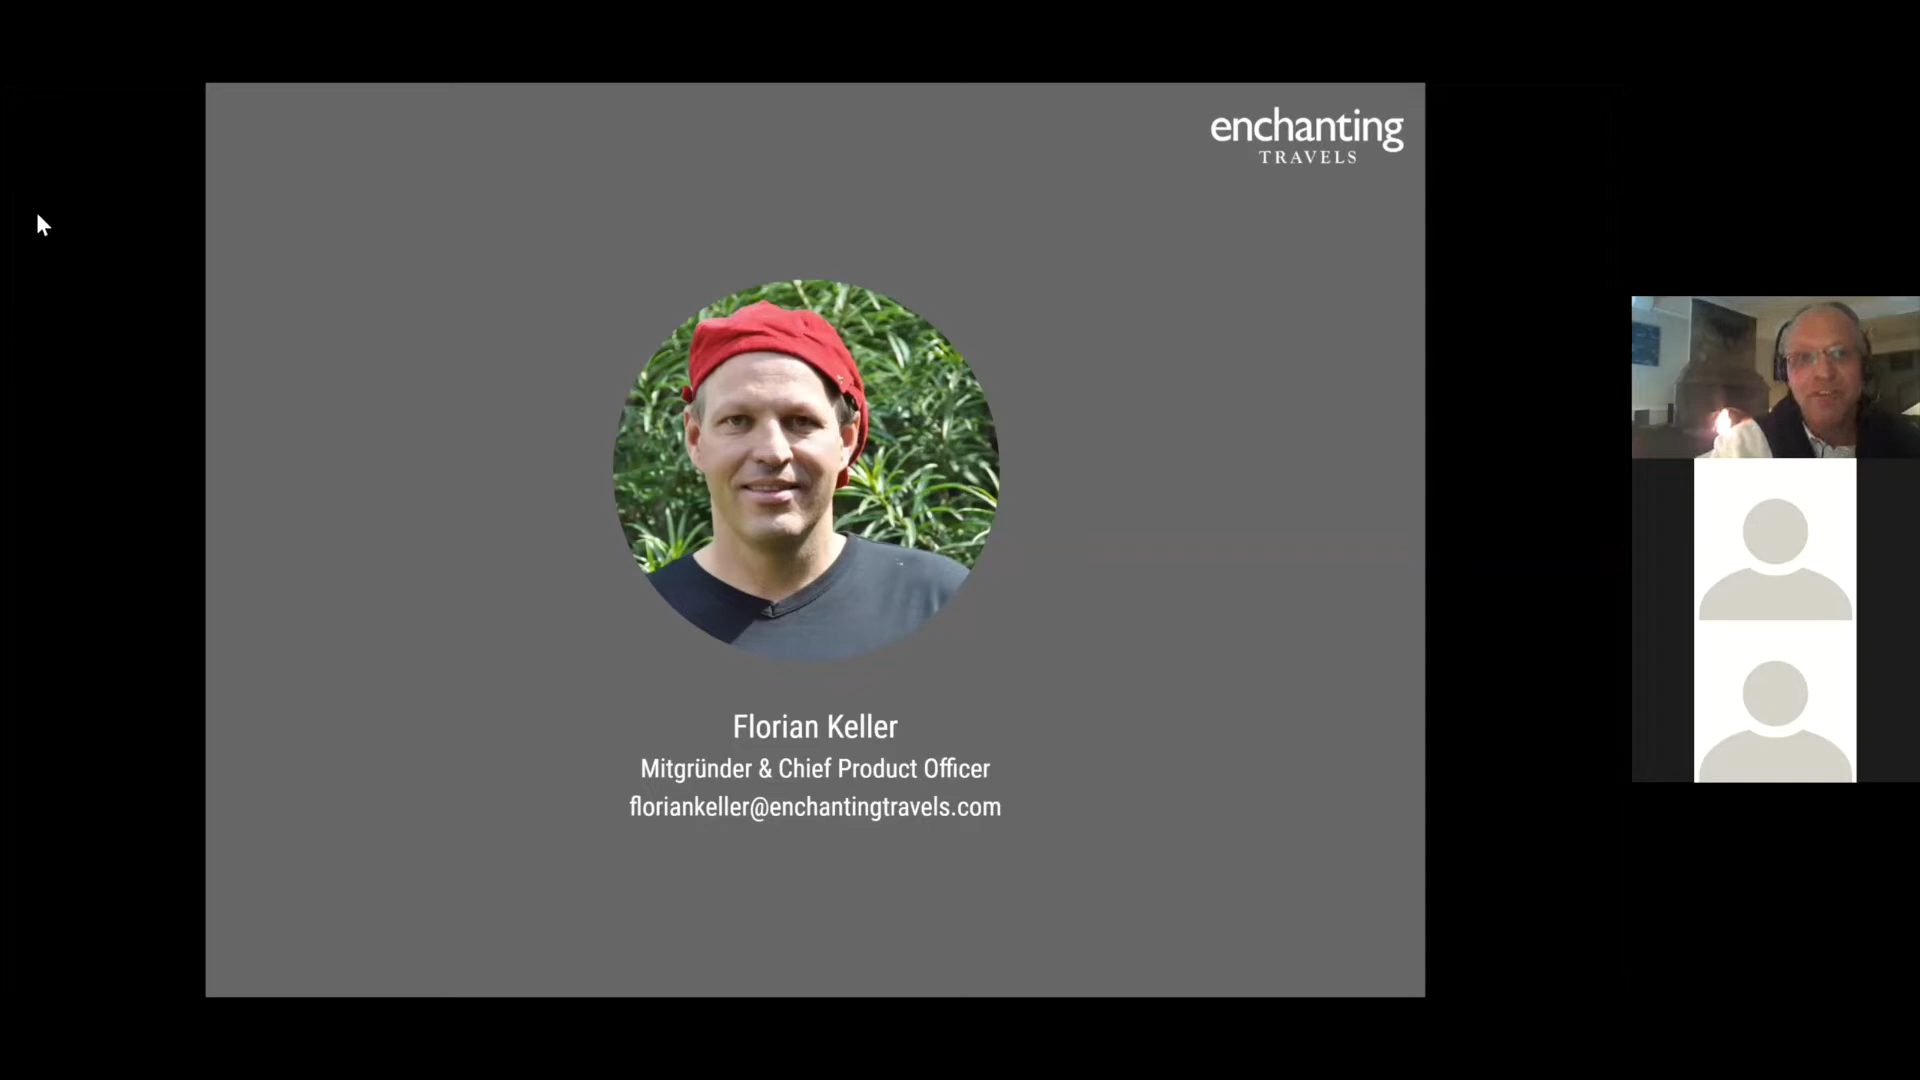 enchanting
TRAVELS
Florian Keller
Mitgründer & Chief Product Officer
floriankeller@enchantingtravels.com